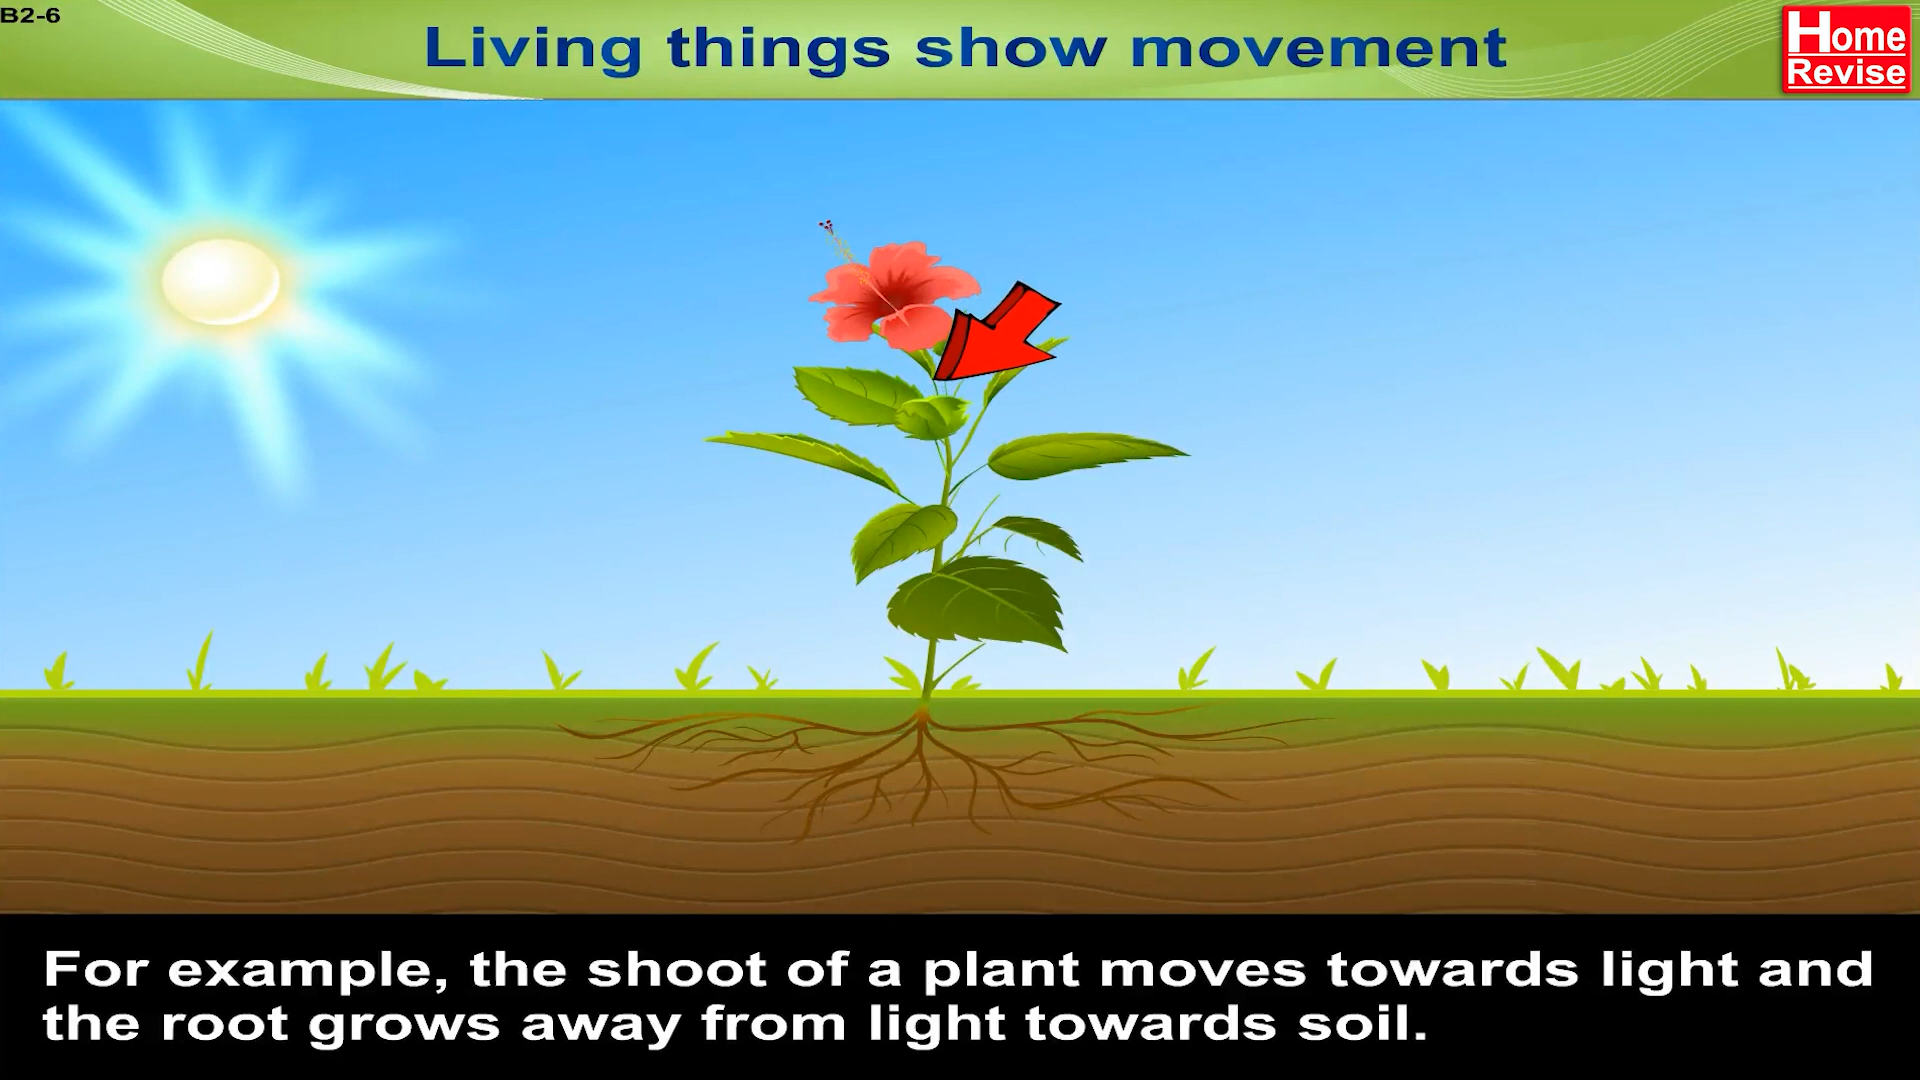 B2-6
Living things show movement
Home
Revise
For example, the shoot of a plant moves towards light and
the root grows away from light towards soil.